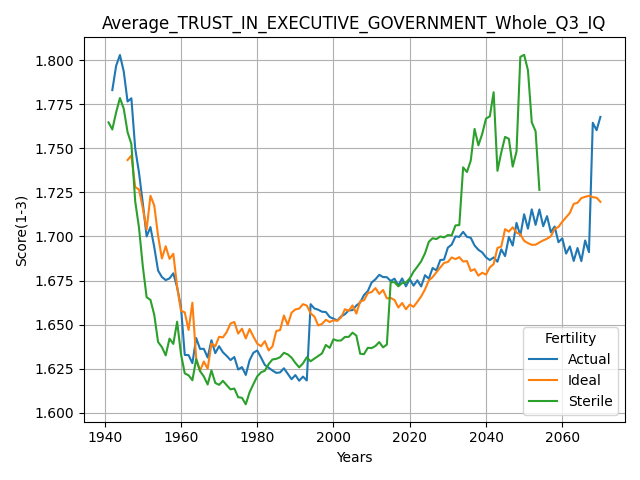 Average_TRUST_IN_EXECUTIVE_GOVERNMENT_Whole_Q3_IQ
Score(1-3)
1.800
1.775
1.750
1.725
1.700
1.675
1.650
1.625
1.600
1940 1960 1980 2000 2020 2040 2060
Years
Fertility
Actual
Ideal
Sterile